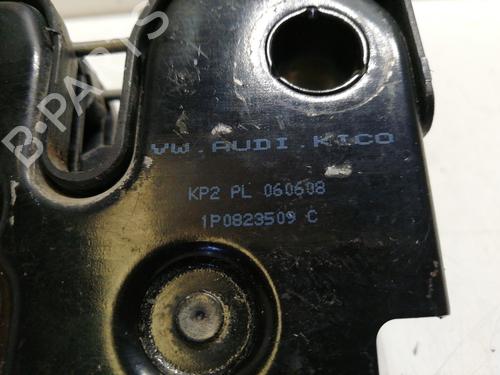 B-PARTS
VW.AUDI.KICO
KP2 PL 060608
1P0823509 C